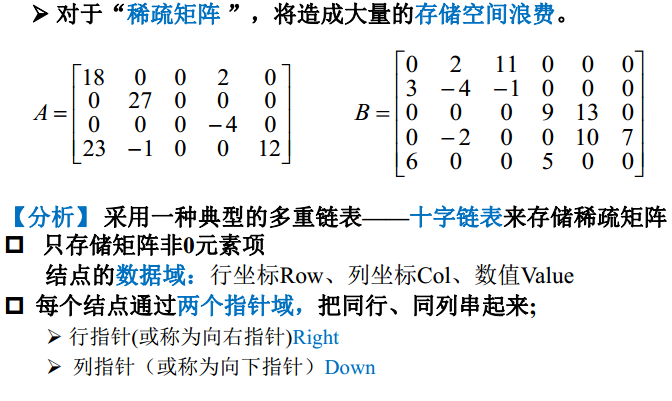 ➢ 对于“稀疏矩阵 ”，将造成大量的存储空间浪费。
A = [18 0 0 2 0
0 27 0 0 0
0 0 0 −4 0
23 −1 0 0 12]
B = [0 2 11 0 0 0
3 −4 −1 0 0 0
0 0 0 9 13 0
0 −2 0 0 10 7
6 0 0 5 0 0]
【分析】 采用一种典型的多重链表——十字链表来存储稀疏矩阵
❑ 只存储矩阵非0元素项
结点的数据域：行坐标Row、列坐标Col、数值Value
❑ 每个结点通过两个指针域，把同行、同列串起来;
➢ 行指针(或称为向右指针)Right
➢ 列指针（或称为向下指针）Down